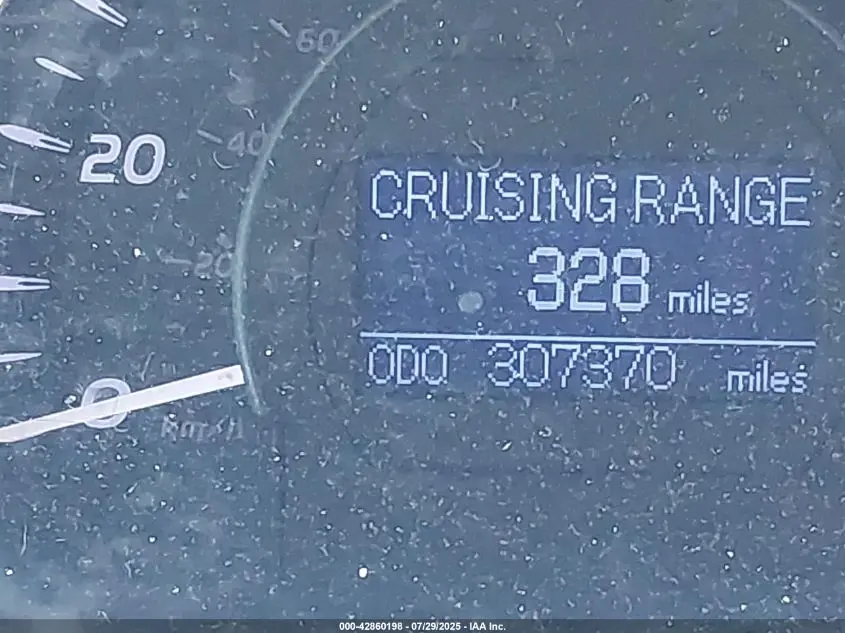 60
40
20
20
0
km/h
CRUISING RANGE
328 miles
ODO 307370 miles
000-42860198 - 07/29/2025 - IAA Inc.